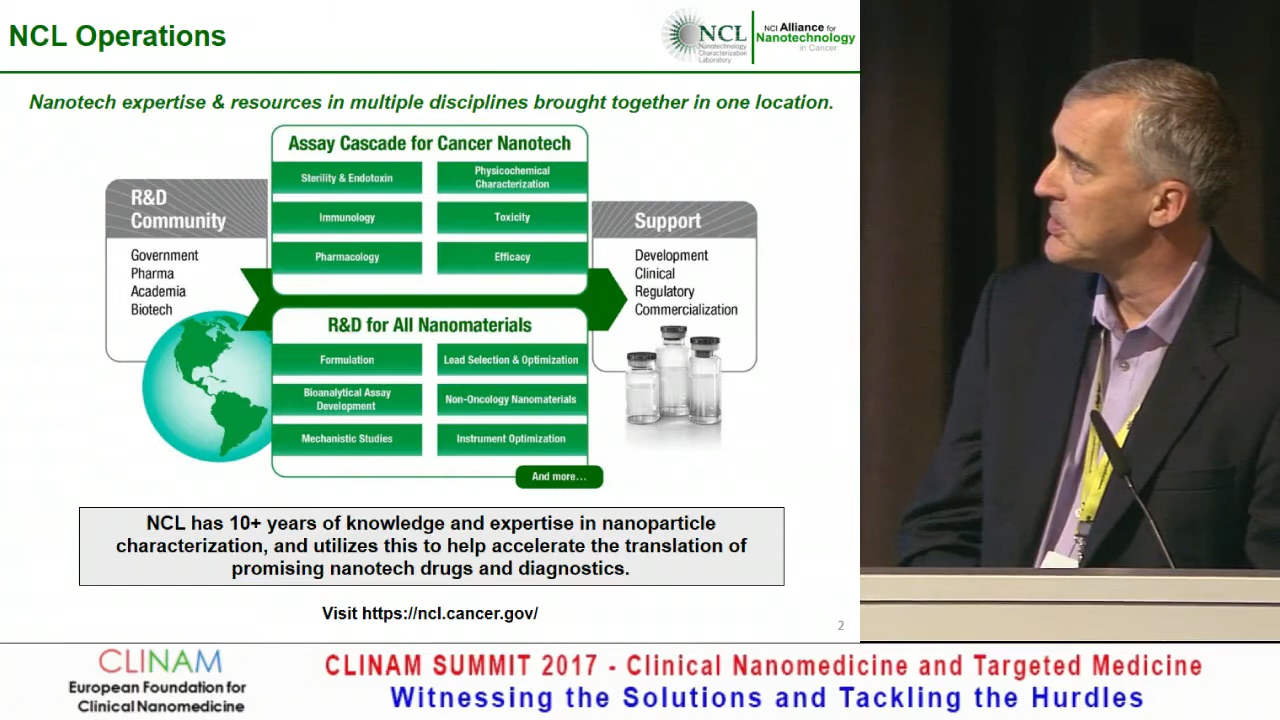 NCL Operations
NCL
Nanotechnology
Characterization
Laboratory
NCI Alliance for
Nanotechnology
in Cancer
Nanotech expertise & resources in multiple disciplines brought together in one location.
Assay Cascade for Cancer Nanotech
Sterility & Endotoxin
Physicochemical
Characterization
Immunology
Toxicity
Pharmacology
Efficacy
R&D
Community
Government
Pharma
Academia
Biotech
Support
Development
Clinical
Regulatory
Commercialization
R&D for All Nanomaterials
Formulation
Lead Selection & Optimization
Bioanalytical Assay
Development
Non-Oncology Nanomaterials
Mechanistic Studies
Instrument Optimization
And more…
NCL has 10+ years of knowledge and expertise in nanoparticle
characterization, and utilizes this to help accelerate the translation of
promising nanotech drugs and diagnostics.
Visit https://ncl.cancer.gov/
2
CLINAM
European Foundation for
Clinical Nanomedicine
CLINAM SUMMIT 2017 - Clinical Nanomedicine and Targeted Medicine
Witnessing the Solutions and Tackling the Hurdles